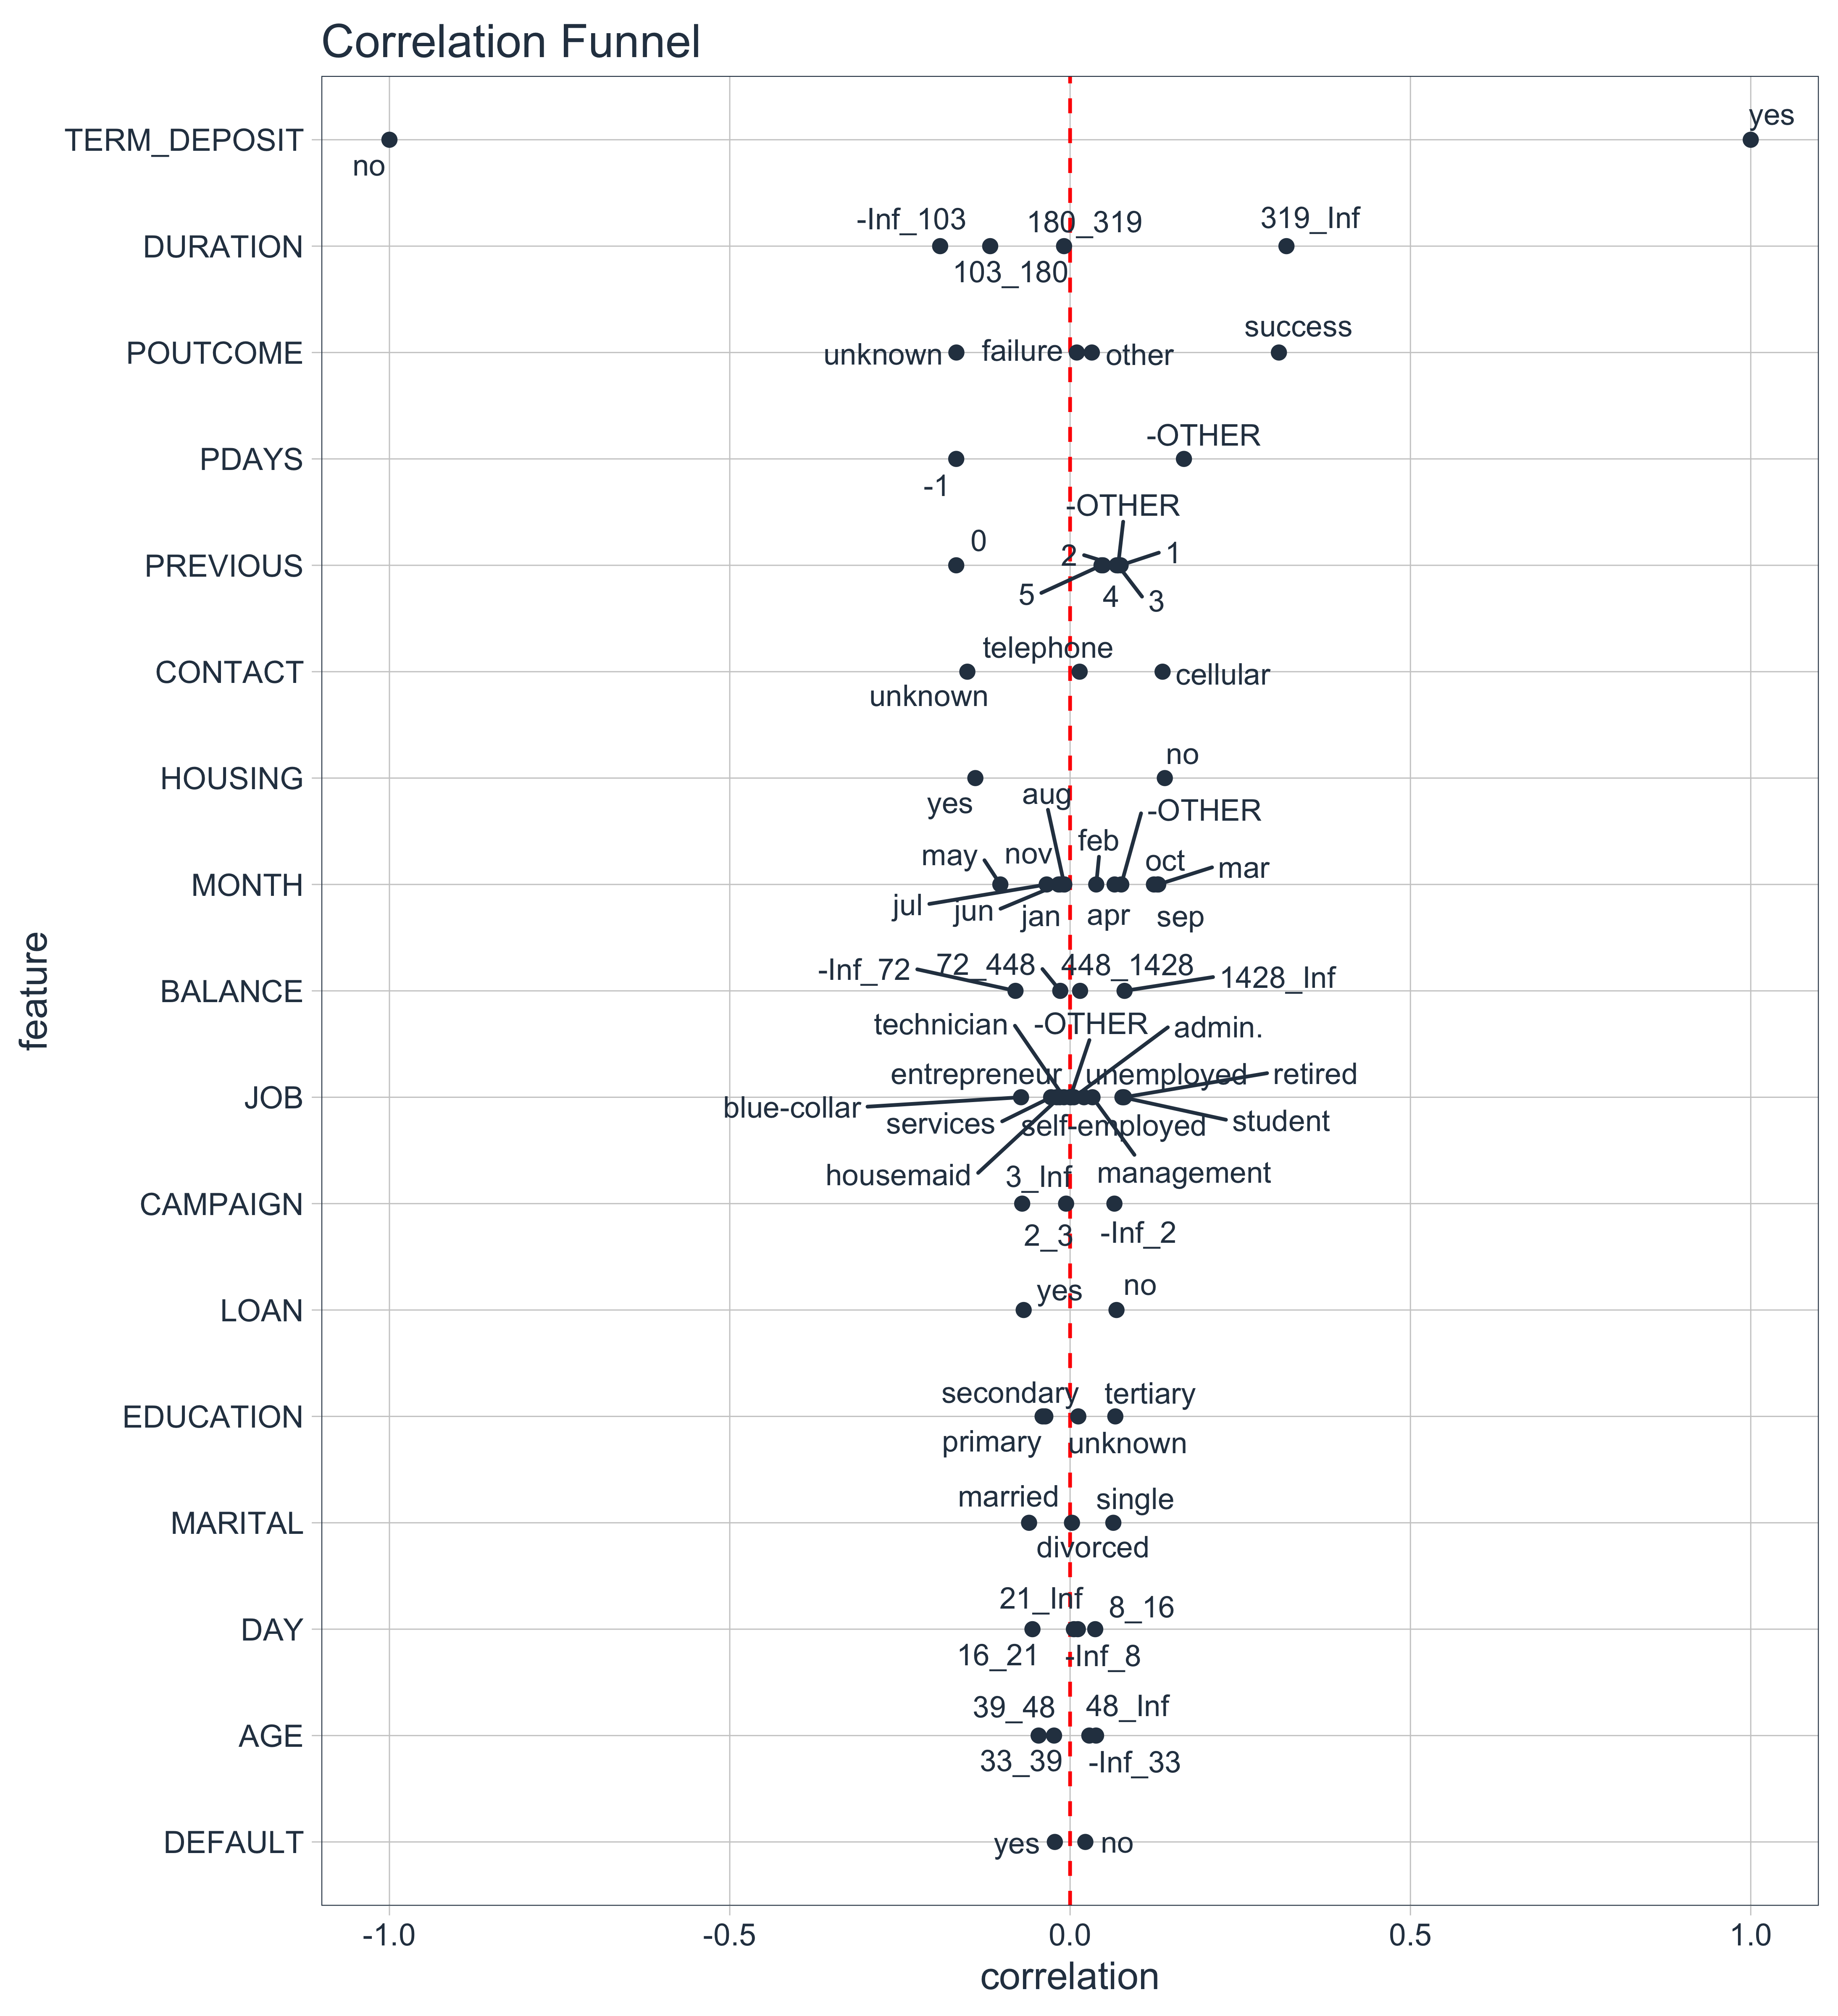 Correlation Funnel
yes
TERM_DEPOSIT
no
-Inf_103
180_319
319_Inf
DURATION
103_180
success
POUTCOME
unknown
failure
other
-OTHER
PDAYS
-1
-OTHER
0
2
1
PREVIOUS
5
4
3
telephone
CONTACT
cellular
unknown
no
HOUSING
yes
aug
-OTHER
feb
may
nov
oct
mar
MONTH
jul
jun
jan
apr
sep
-Inf_72
72_448
448_1428
1428_Inf
BALANCE
technician
-OTHER
admin.
entrepreneur
unemployed
retired
JOB
blue-collar
services
self-employed
student
housemaid
management
3_Inf
CAMPAIGN
2_3
-Inf_2
yes
no
LOAN
secondary
tertiary
EDUCATION
primary
unknown
married
single
MARITAL
divorced
21_Inf
8_16
DAY
16_21
-Inf_8
39_48
48_Inf
AGE
33_39
-Inf_33
DEFAULT
yes
no
feature
-1.0
-0.5
0.0
0.5
1.0
correlation